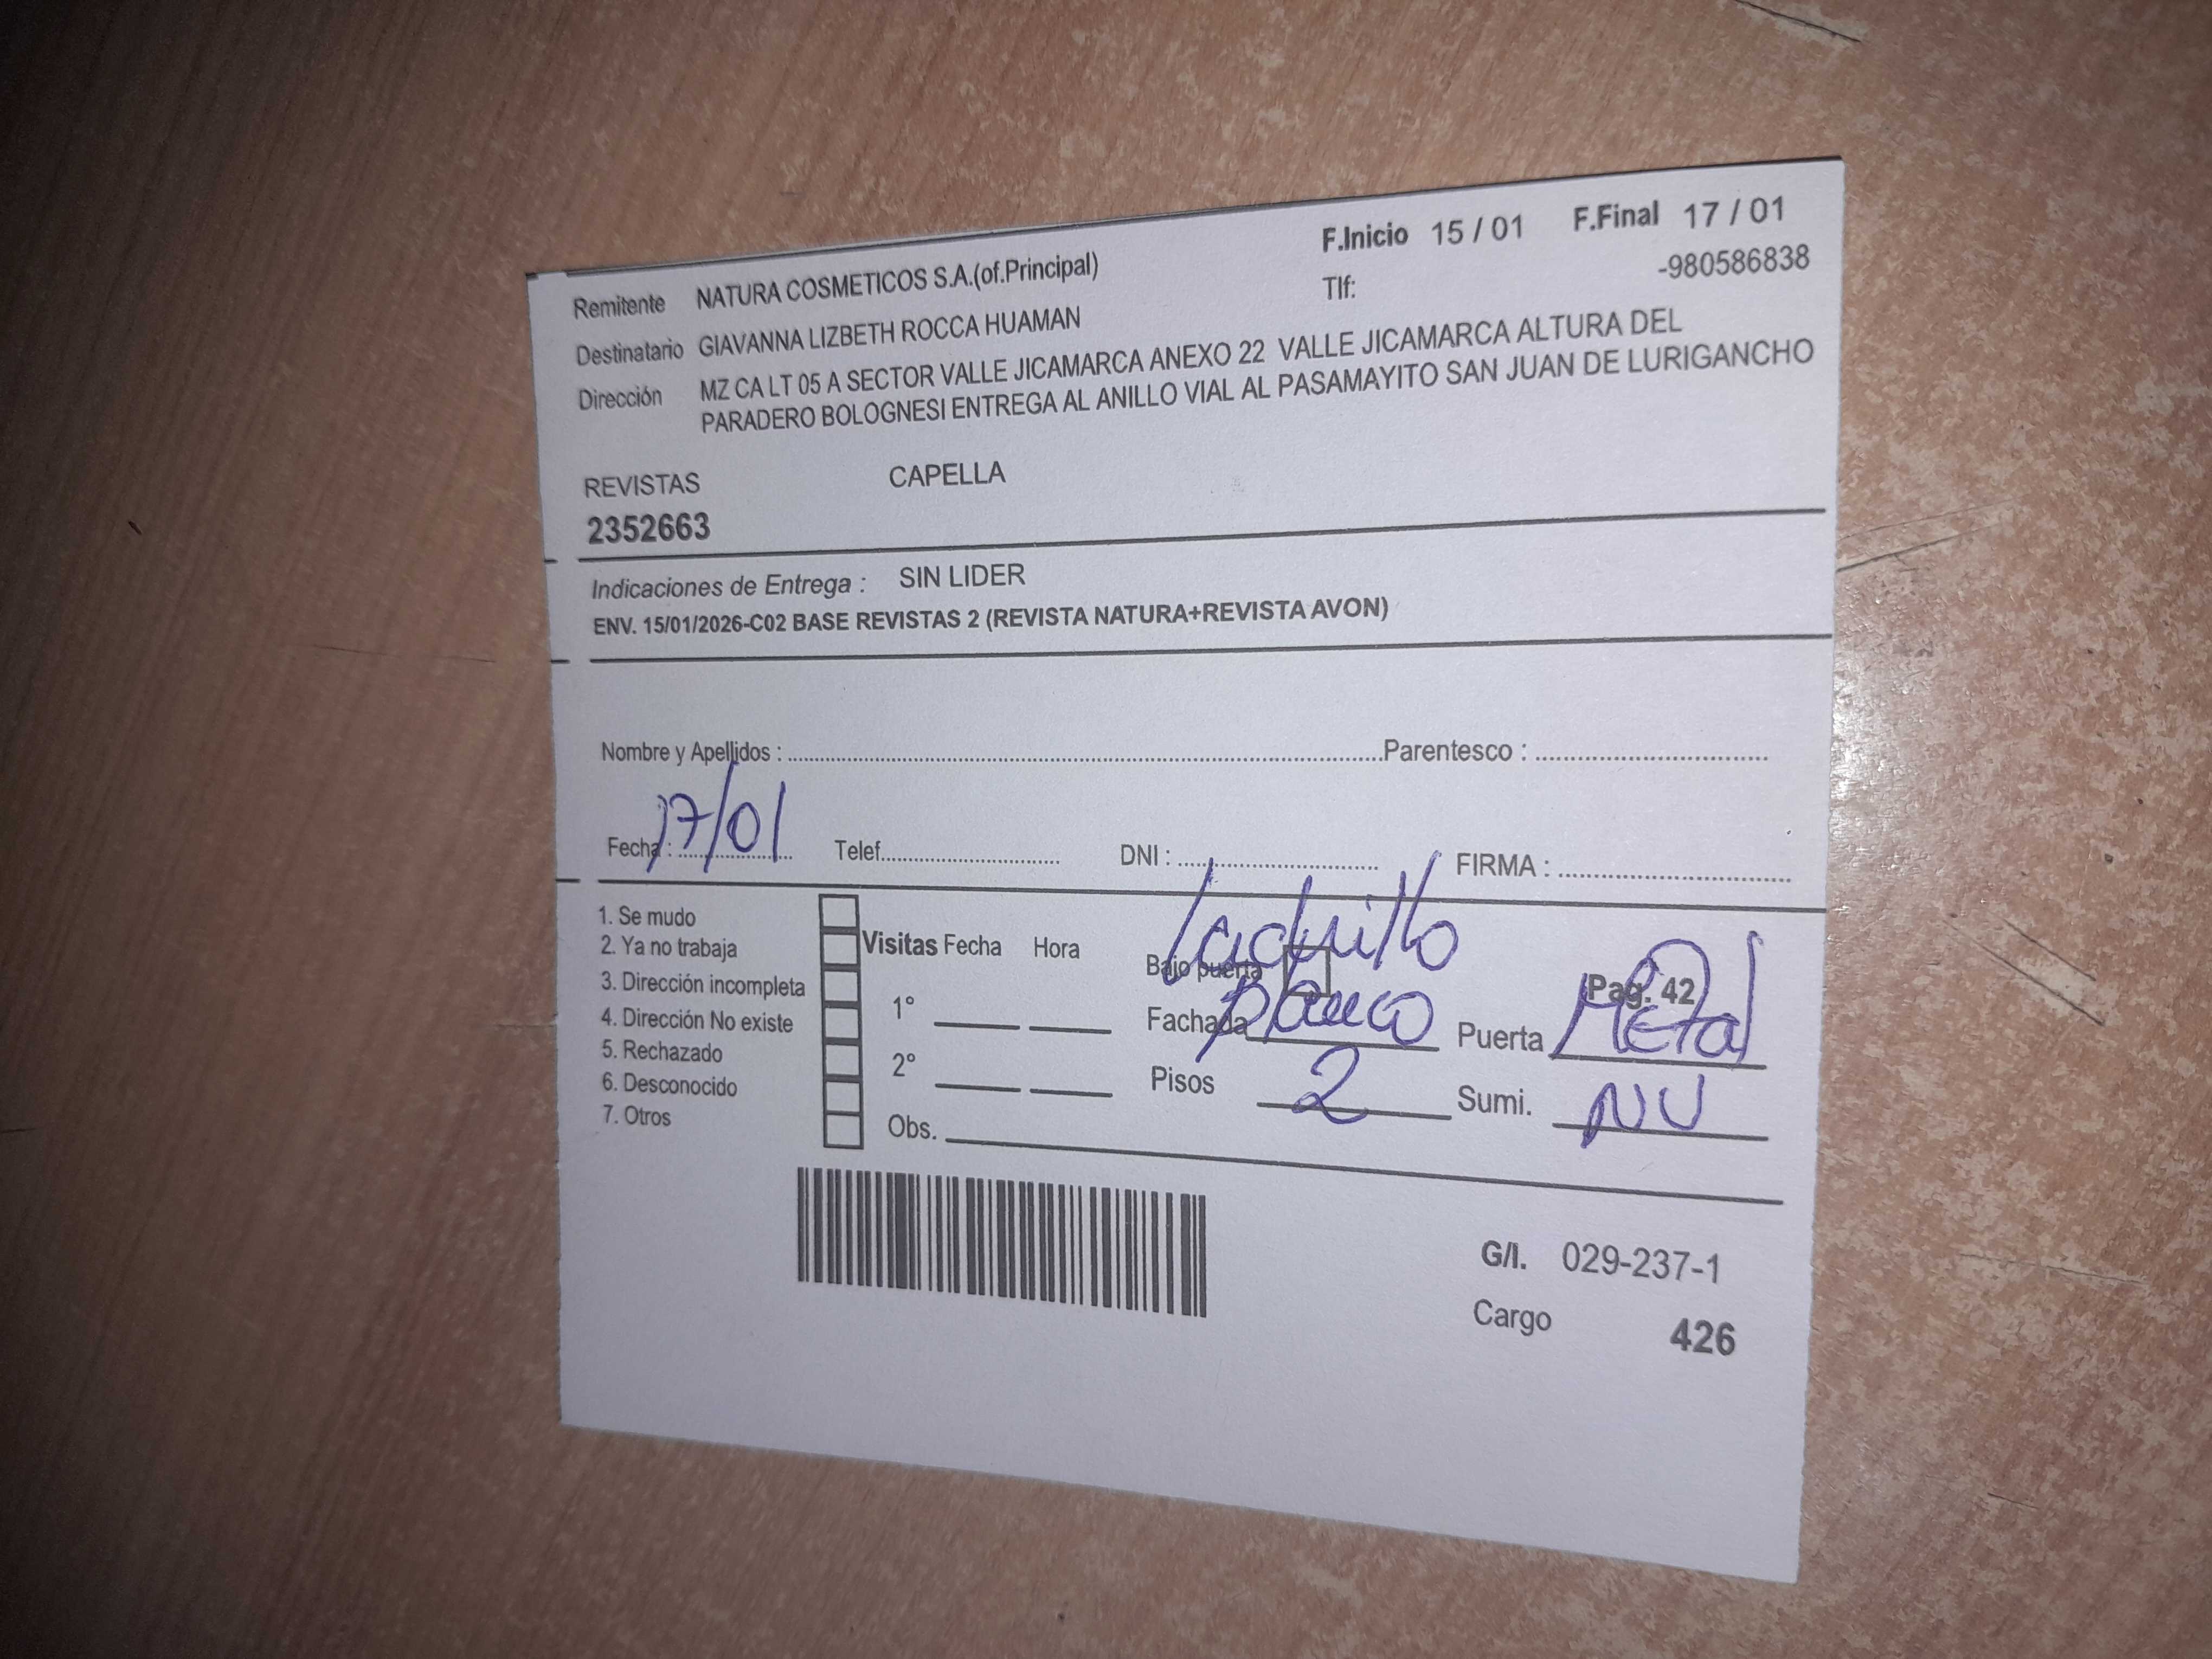 F.Inicio 15 / 01 F.Final 17 / 01
Remitente NATURA COSMETICOS S.A.(of.Principal) Tlf: -980586838
Destinatario GIAVANNA LIZBETH ROCCA HUAMAN
Dirección MZ CA LT 05 A SECTOR VALLE JICAMARCA ANEXO 22 VALLE JICAMARCA ALTURA DEL
PARADERO BOLOGNESI ENTREGA AL ANILLO VIAL AL PASAMAYITO SAN JUAN DE LURIGANCHO
REVISTAS CAPELLA
2352663
Indicaciones de Entrega : SIN LIDER
ENV. 15/01/2026-C02 BASE REVISTAS 2 (REVISTA NATURA+REVISTA AVON)
Nombre y Apellidos : Parentesco :
Fecha : 17/01 Telef. DNI : FIRMA :
1. Se mudo
2. Ya no trabaja
3. Dirección incompleta
4. Dirección No existe
5. Rechazado
6. Desconocido
7. Otros
Visitas Fecha Hora
1°
2°
Obs.
Ladrillo
Bajo puerta Pag. 42
Fachada blanco Puerta Metal
Pisos 2 Sumi. NV
G/I. 029-237-1
Cargo 426